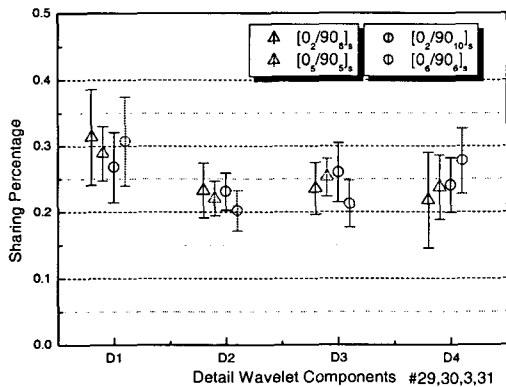 0.5
0.4
0.3
0.2
0.1
0.0
Sharing Percentage
[0₂/90₈]ₛ
[0₅/90₅]ₛ
[0₂/90₁₀]ₛ
[0₆/90₆]ₛ
D1 D2 D3 D4
Detail Wavelet Components #29,30,3,31